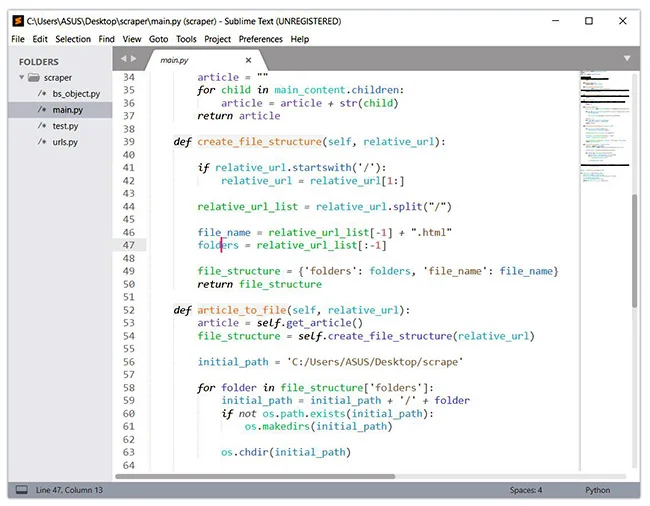 C:\Users\ASUS\Desktop\scraper\main.py (scraper) - Sublime Text (UNREGISTERED)
File Edit Selection Find View Goto Tools Project Preferences Help
FOLDERS
scraper
/* bs_object.py
/* main.py
/* test.py
/* urls.py
main.py
34 article = ""
35 for child in main_content.children:
36 article = article + str(child)
37 return article
38
39 def create_file_structure(self, relative_url):
40
41 if relative_url.startswith('/'):
42 relative_url = relative_url[1:]
43
44 relative_url_list = relative_url.split("/")
45
46 file_name = relative_url_list[-1] + ".html"
47 folders = relative_url_list[:-1]
48
49 file_structure = {'folders': folders, 'file_name': file_name}
50 return file_structure
51
52 def article_to_file(self, relative_url):
53 article = self.get_article()
54 file_structure = self.create_file_structure(relative_url)
55
56 initial_path = 'C:/Users/ASUS/Desktop/scrape'
57
58 for folder in file_structure['folders']:
59 initial_path = initial_path + '/' + folder
60 if not os.path.exists(initial_path):
61 os.makedirs(initial_path)
62
63 os.chdir(initial_path)
64
Line 47, Column 13
Spaces: 4
Python